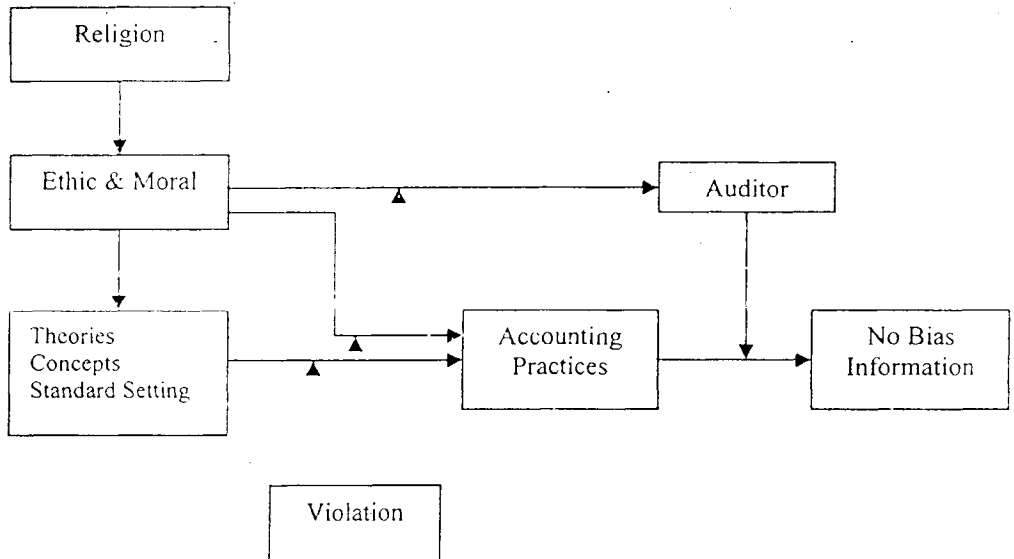 Religion
Ethic & Moral
Auditor
Theories
Concepts
Standard Setting
Accounting
Practices
No Bias
Information
Violation